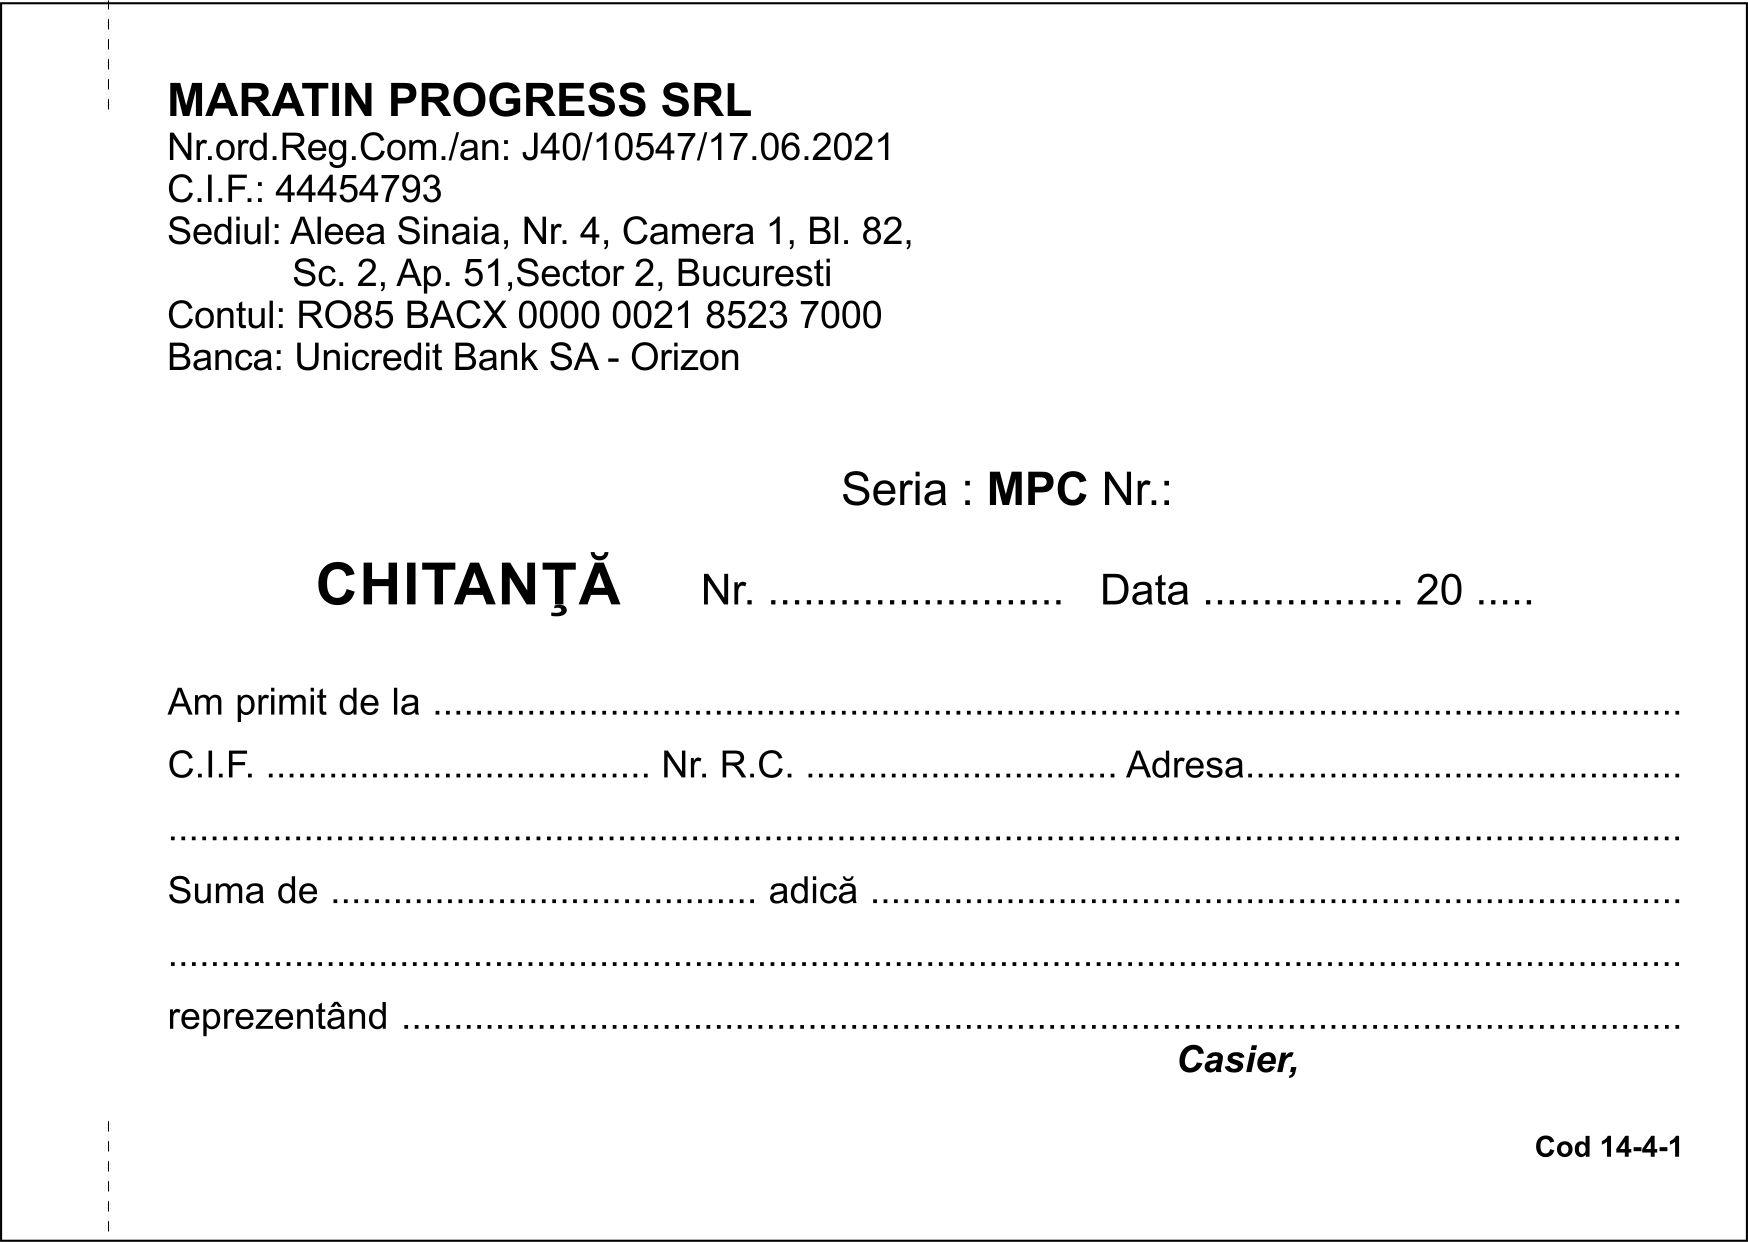 MARATIN PROGRESS SRL
Nr.ord.Reg.Com./an: J40/10547/17.06.2021
C.I.F.: 44454793
Sediul: Aleea Sinaia, Nr. 4, Camera 1, Bl. 82,
Sc. 2, Ap. 51,Sector 2, Bucuresti
Contul: RO85 BACX 0000 0021 8523 7000
Banca: Unicredit Bank SA - Orizon
Seria : MPC Nr.:
CHITANŢĂ Nr. ......................... Data ................. 20 .....
Am primit de la ........................................................................................................................
C.I.F. ..................................... Nr. R.C. .............................. Adresa..........................................
.................................................................................................................................................
Suma de ......................................... adică ..............................................................................
.................................................................................................................................................
reprezentând ...........................................................................................................................
Casier,
Cod 14-4-1